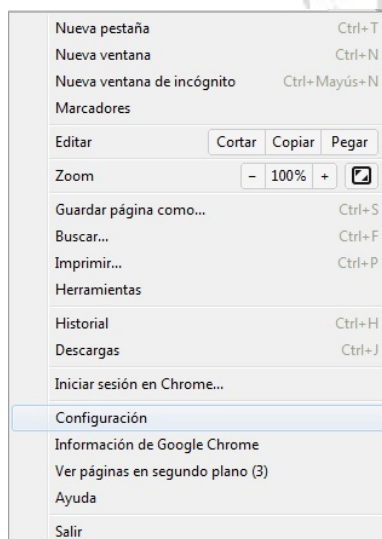 Nueva pestaña Ctrl+T
Nueva ventana Ctrl+N
Nueva ventana de incógnito Ctrl+Mayús+N
Marcadores
Editar Cortar Copiar Pegar
Zoom - 100% +
Guardar página como... Ctrl+S
Buscar... Ctrl+F
Imprimir... Ctrl+P
Herramientas
Historial Ctrl+H
Descargas Ctrl+J
Iniciar sesión en Chrome...
Configuración
Información de Google Chrome
Ver páginas en segundo plano (3)
Ayuda
Salir